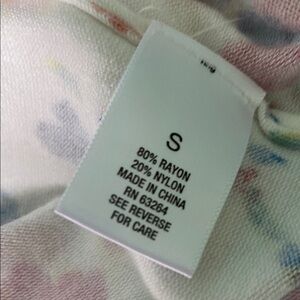 S
80% RAYON
20% NYLON
MADE IN CHINA
RN 63264
SEE REVERSE
FOR CARE